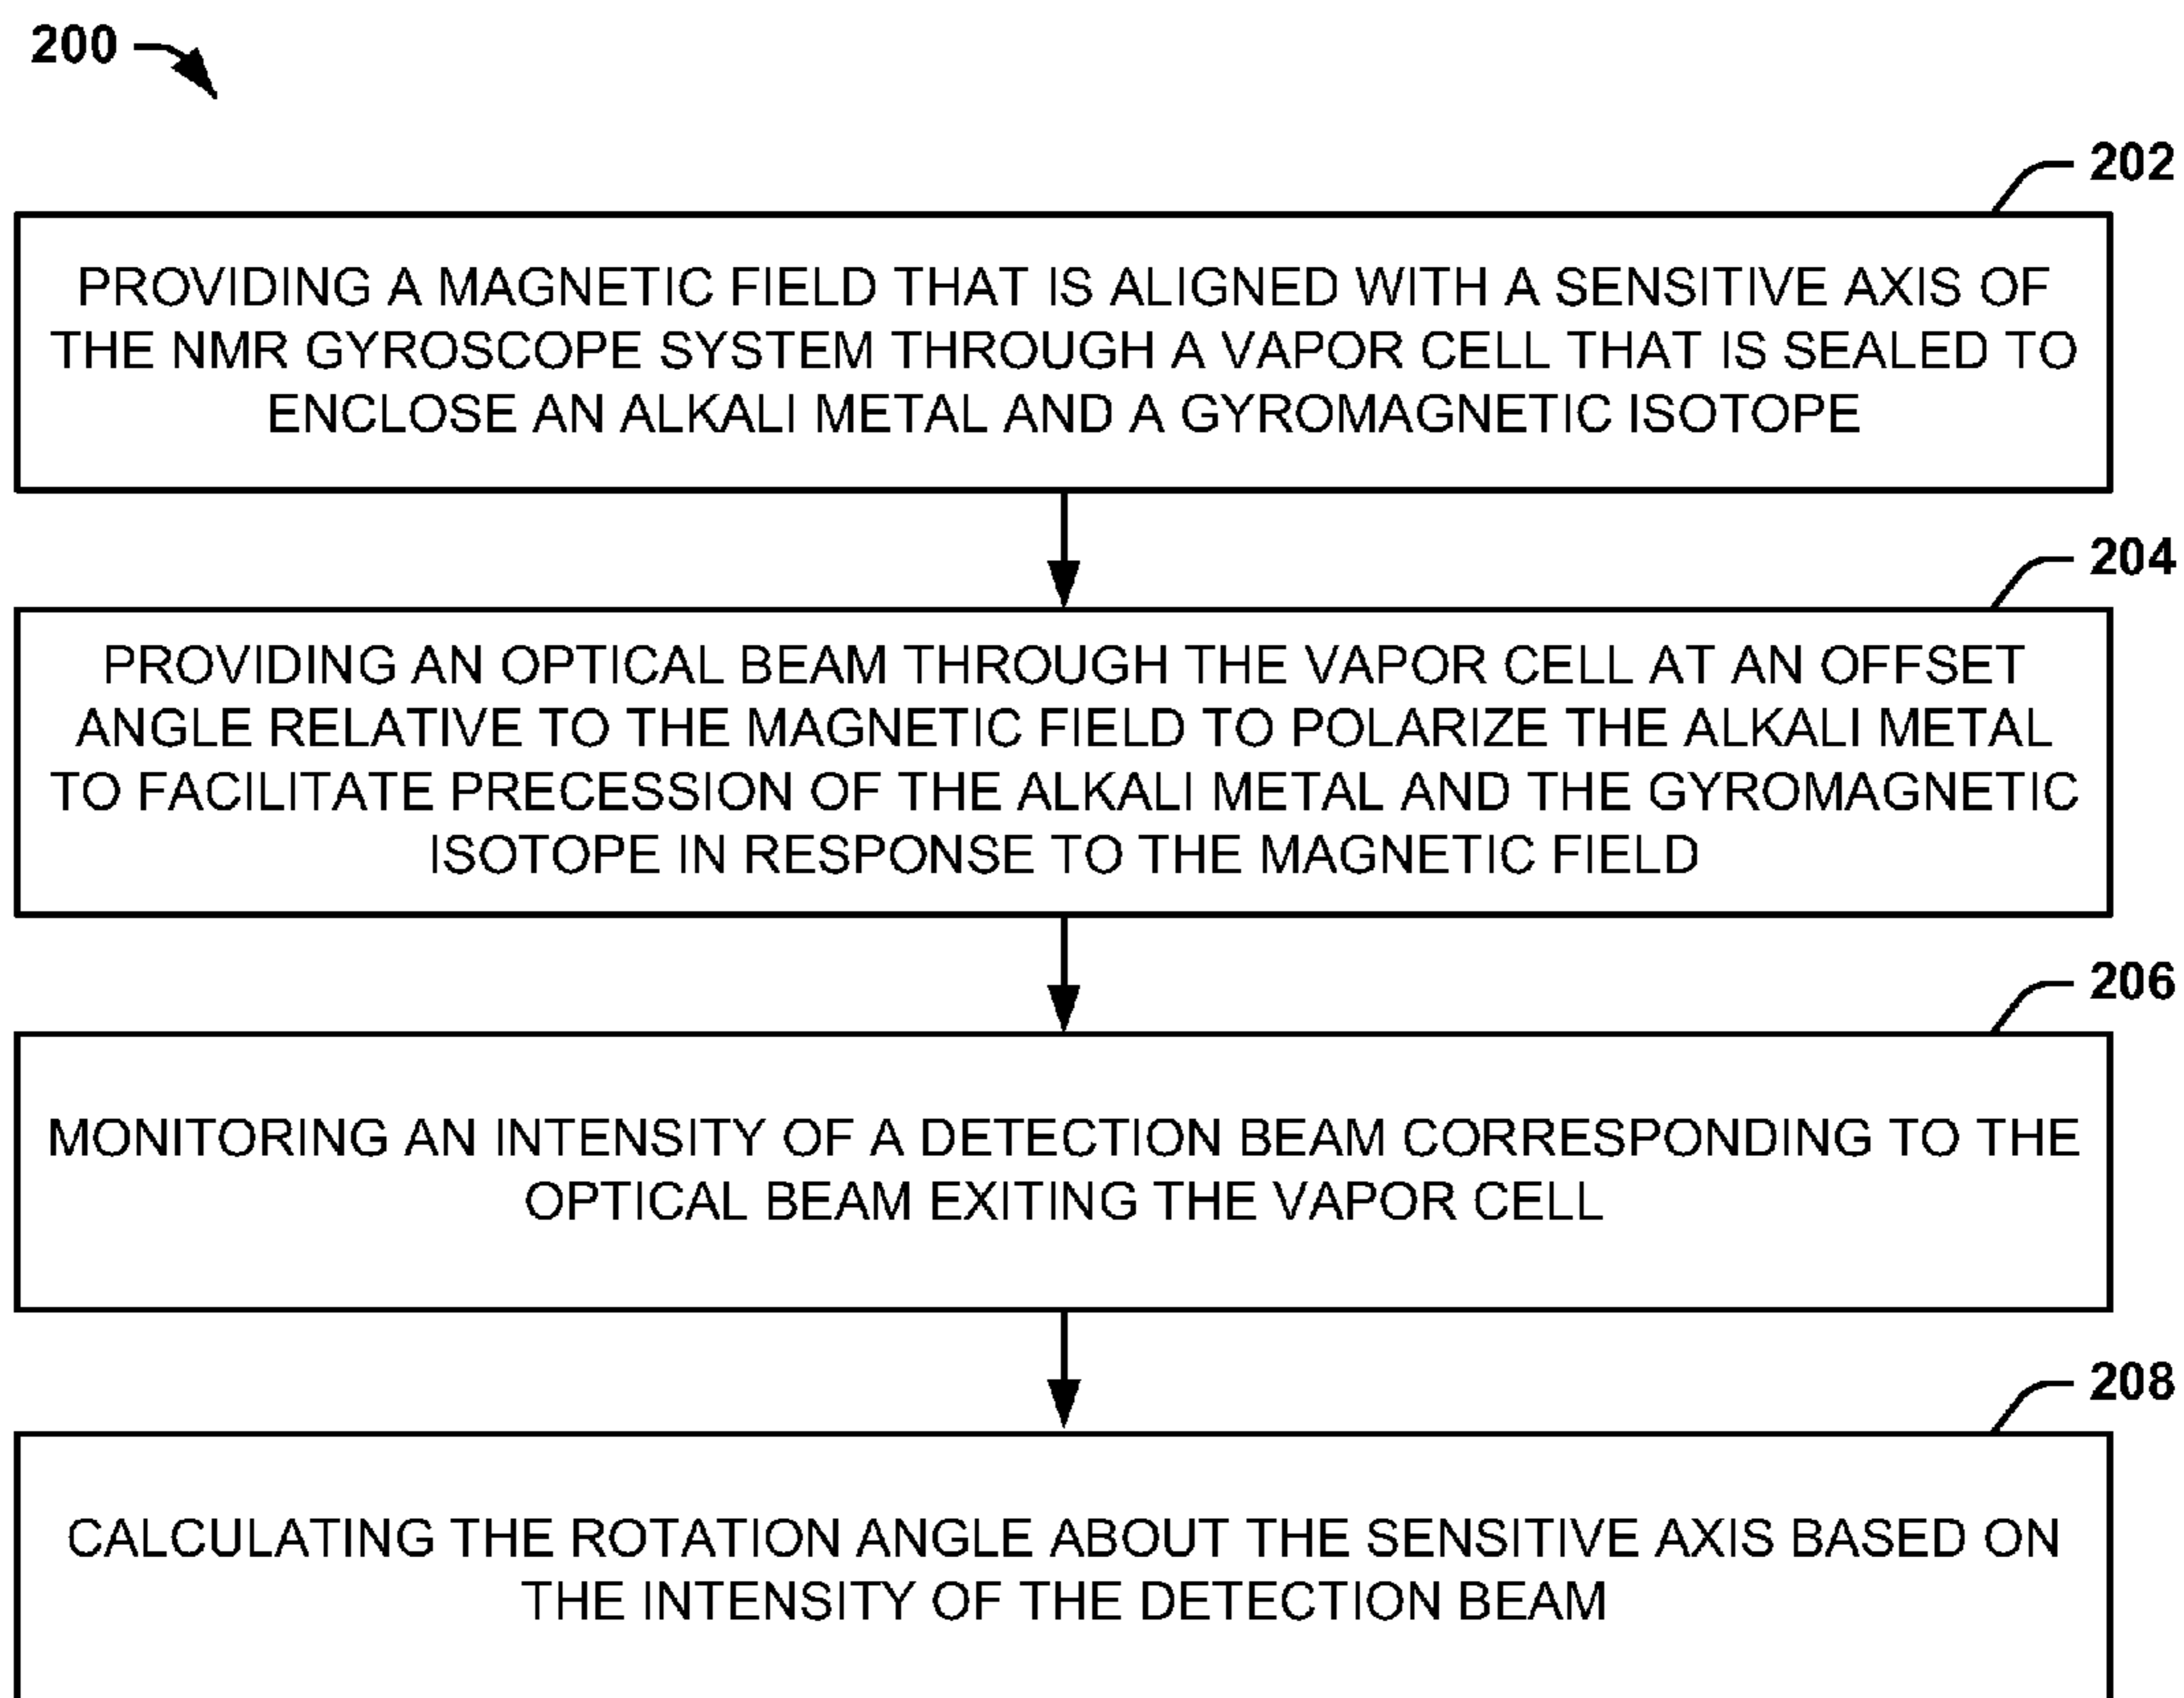 200
202
PROVIDING A MAGNETIC FIELD THAT IS ALIGNED WITH A SENSITIVE AXIS OF
THE NMR GYROSCOPE SYSTEM THROUGH A VAPOR CELL THAT IS SEALED TO
ENCLOSE AN ALKALI METAL AND A GYROMAGNETIC ISOTOPE
204
PROVIDING AN OPTICAL BEAM THROUGH THE VAPOR CELL AT AN OFFSET
ANGLE RELATIVE TO THE MAGNETIC FIELD TO POLARIZE THE ALKALI METAL
TO FACILITATE PRECESSION OF THE ALKALI METAL AND THE GYROMAGNETIC
ISOTOPE IN RESPONSE TO THE MAGNETIC FIELD
206
MONITORING AN INTENSITY OF A DETECTION BEAM CORRESPONDING TO THE
OPTICAL BEAM EXITING THE VAPOR CELL
208
CALCULATING THE ROTATION ANGLE ABOUT THE SENSITIVE AXIS BASED ON
THE INTENSITY OF THE DETECTION BEAM